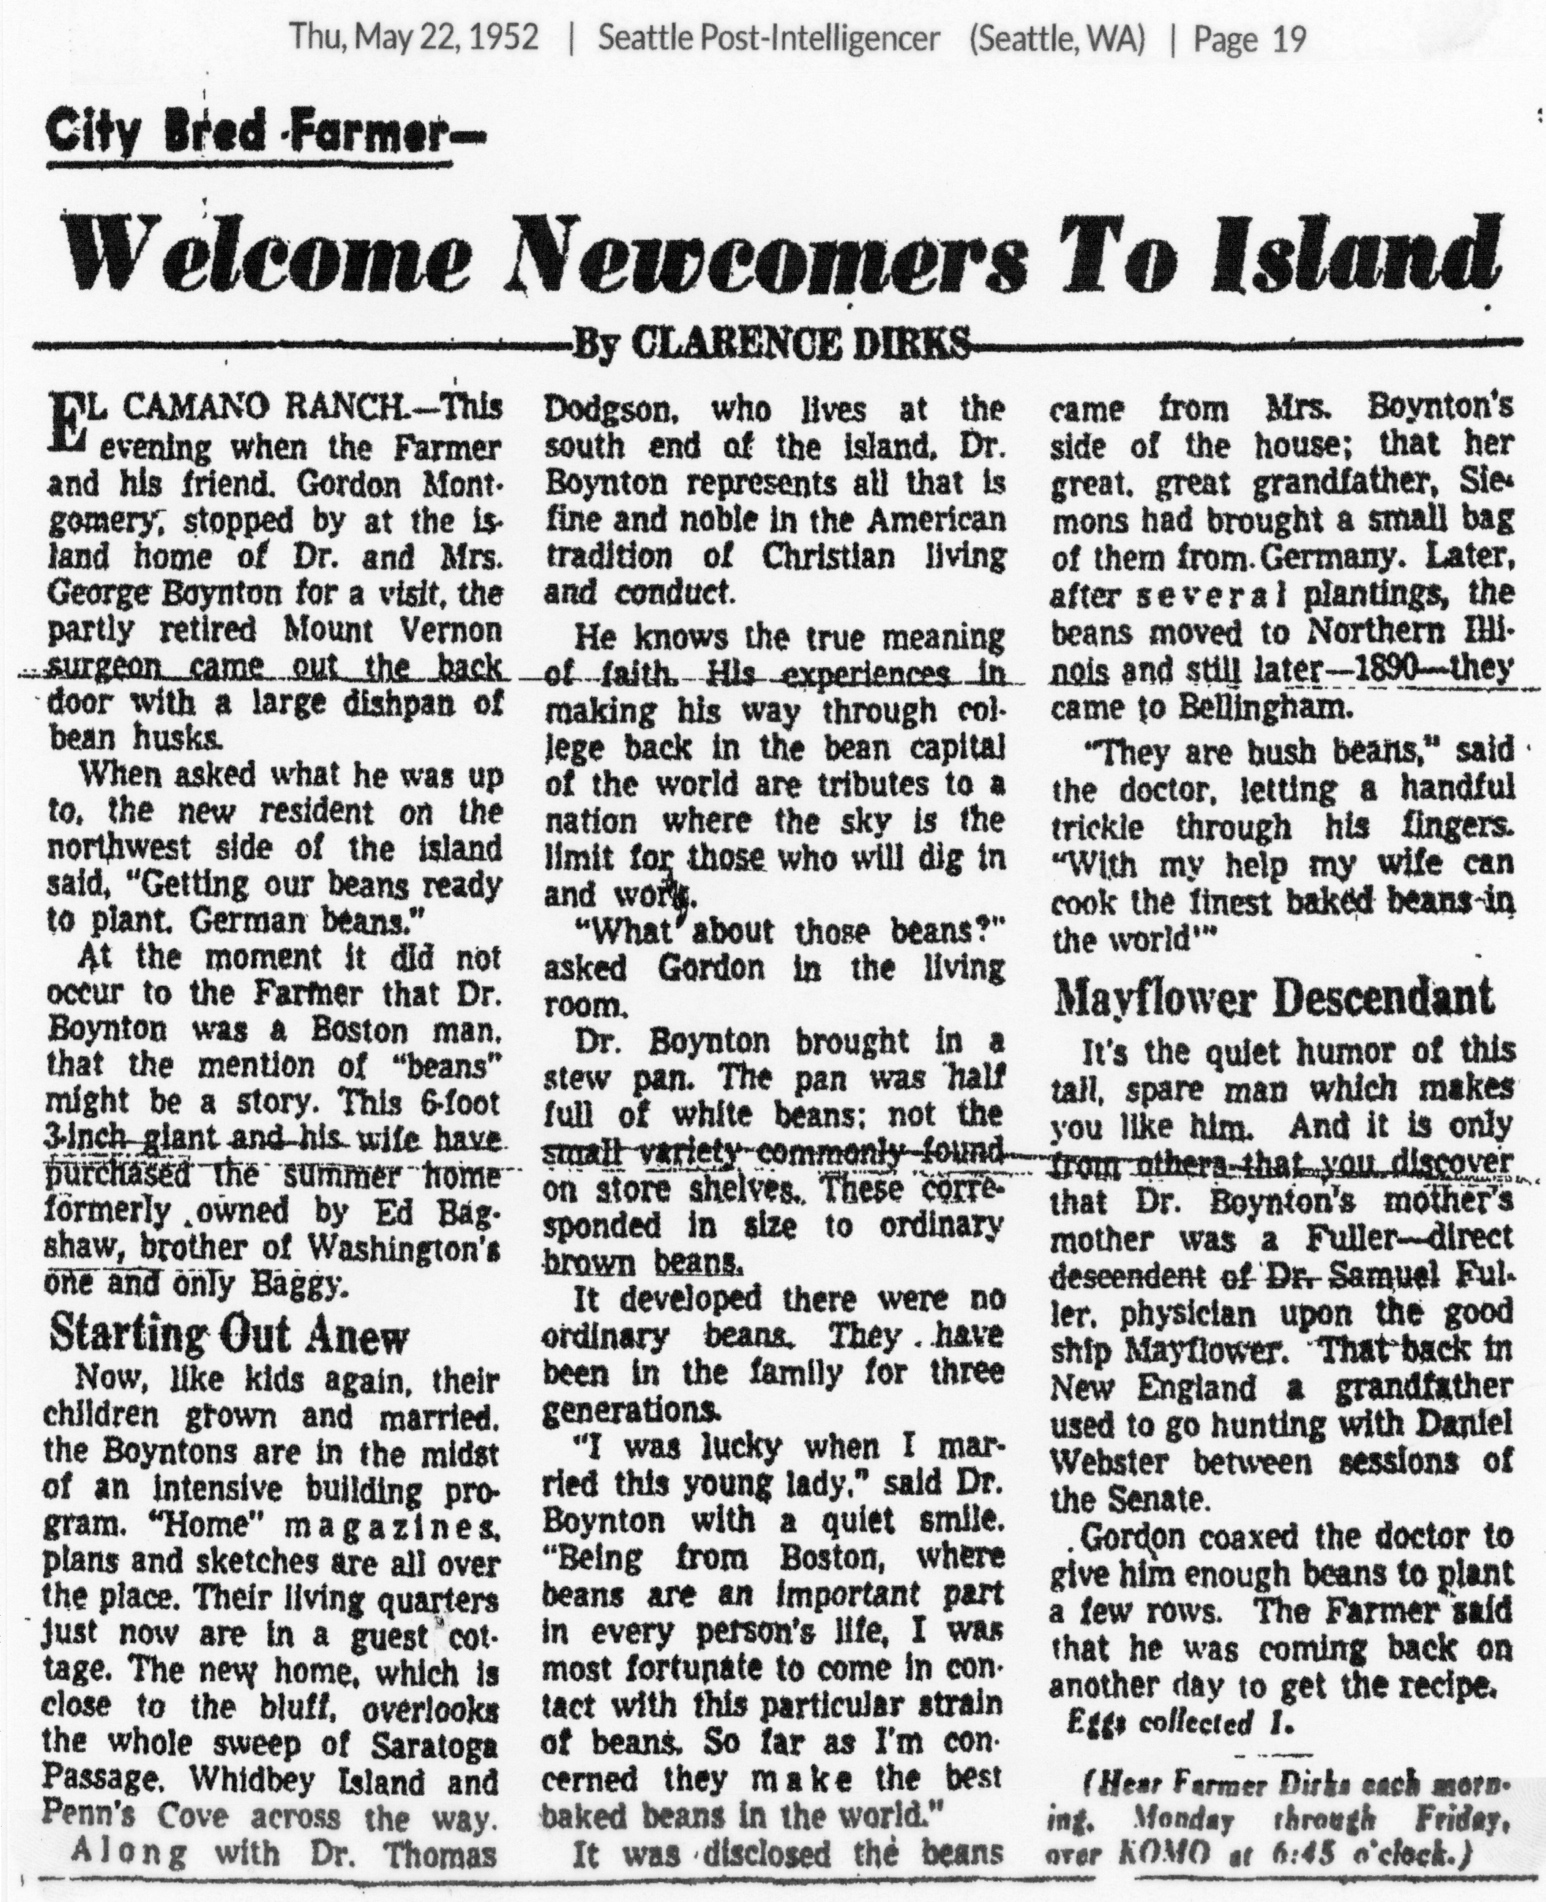 Thu, May 22, 1952 | Seattle Post-Intelligencer (Seattle, WA) | Page 19
City Bred Farmer—
Welcome Newcomers To Island
By CLARENCE DIRKS
EL CAMANO RANCH.—This
evening when the Farmer
and his friend, Gordon Mont-
gomery, stopped by at the is-
land home of Dr. and Mrs.
George Boynton for a visit, the
partly retired Mount Vernon
surgeon came out the back
door with a large dishpan of
bean husks.
When asked what he was up
to, the new resident on the
northwest side of the island
said, "Getting our beans ready
to plant. German beans."
At the moment it did not
occur to the Farmer that Dr.
Boynton was a Boston man,
that the mention of "beans"
might be a story. This 6-foot
3-inch giant and his wife have
purchased the summer home
formerly owned by Ed Bag-
shaw, brother of Washington's
one and only Baggy.
Starting Out Anew
Now, like kids again, their
children grown and married,
the Boyntons are in the midst
of an intensive building pro-
gram. "Home" magazines,
plans and sketches are all over
the place. Their living quarters
just now are in a guest cot-
tage. The new home, which is
close to the bluff, overlooks
the whole sweep of Saratoga
Passage, Whidbey Island and
Penn's Cove across the way.
Along with Dr. Thomas
Dodgson, who lives at the
south end of the island, Dr.
Boynton represents all that is
fine and noble in the American
tradition of Christian living
and conduct.
He knows the true meaning
of faith. His experiences in
making his way through col-
lege back in the bean capital
of the world are tributes to a
nation where the sky is the
limit for those who will dig in
and work.
"What about those beans?"
asked Gordon in the living
room.
Dr. Boynton brought in a
stew pan. The pan was half
full of white beans; not the
small variety commonly found
on store shelves. These corre-
sponded in size to ordinary
brown beans.
It developed there were no
ordinary beans. They have
been in the family for three
generations.
"I was lucky when I mar-
ried this young lady," said Dr.
Boynton with a quiet smile.
"Being from Boston, where
beans are an important part
in every person's life, I was
most fortunate to come in con-
tact with this particular strain
of beans. So far as I'm con-
cerned they make the best
baked beans in the world."
It was disclosed the beans
came from Mrs. Boynton's
side of the house; that her
great, great grandfather, Sie-
mons had brought a small bag
of them from Germany. Later,
after several plantings, the
beans moved to Northern Illi-
nois and still later—1890—they
came to Bellingham.
"They are bush beans," said
the doctor, letting a handful
trickle through his fingers.
"With my help my wife can
cook the finest baked beans in
the world'"
Mayflower Descendant
It's the quiet humor of this
tall, spare man which makes
you like him. And it is only
from others that you discover
that Dr. Boynton's mother's
mother was a Fuller—direct
descendent of Dr. Samuel Ful-
ler, physician upon the good
ship Mayflower. That back in
New England a grandfather
used to go hunting with Daniel
Webster between sessions of
the Senate.
Gordon coaxed the doctor to
give him enough beans to plant
a few rows. The Farmer said
that he was coming back on
another day to get the recipe.
Eggs collected 1.
(Hear Farmer Dirks each morn-
ing, Monday through Friday,
over KOMO at 6:45 o'clock.)